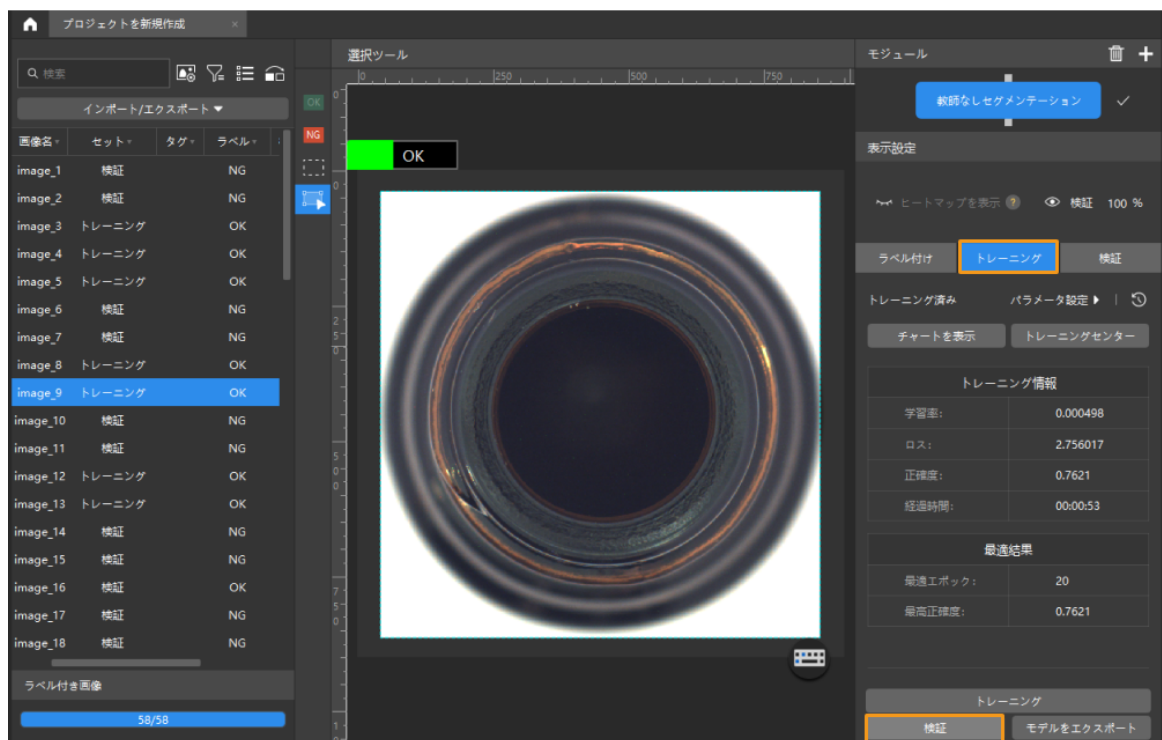 プロジェクトを新規作成 ×
検索
インポート/エクスポート
画像名 セット タグ ラベル
image_1 検証 NG
image_2 検証 NG
image_3 トレーニング OK
image_4 トレーニング OK
image_5 トレーニング OK
image_6 検証 NG
image_7 検証 NG
image_8 トレーニング OK
image_9 トレーニング OK
image_10 検証 NG
image_11 検証 NG
image_12 トレーニング OK
image_13 トレーニング OK
image_14 検証 NG
image_15 検証 NG
image_16 検証 OK
image_17 検証 NG
image_18 検証 NG
ラベル付き画像
58/58
OK
NG
選択ツール
0 250 500 750
0
0
250
500
750
1
OK
モジュール
教師なしセグメンテーション
表示設定
ヒートマップを表示 ? 検証 100 %
ラベル付け トレーニング 検証
トレーニング済み パラメータ設定
チャートを表示 トレーニングセンター
トレーニング情報
学習率: 0.000498
ロス: 2.756017
正確度: 0.7621
経過時間: 00:00:53
最適結果
最適エポック: 20
最高正確度: 0.7621
トレーニング
検証 モデルをエクスポート